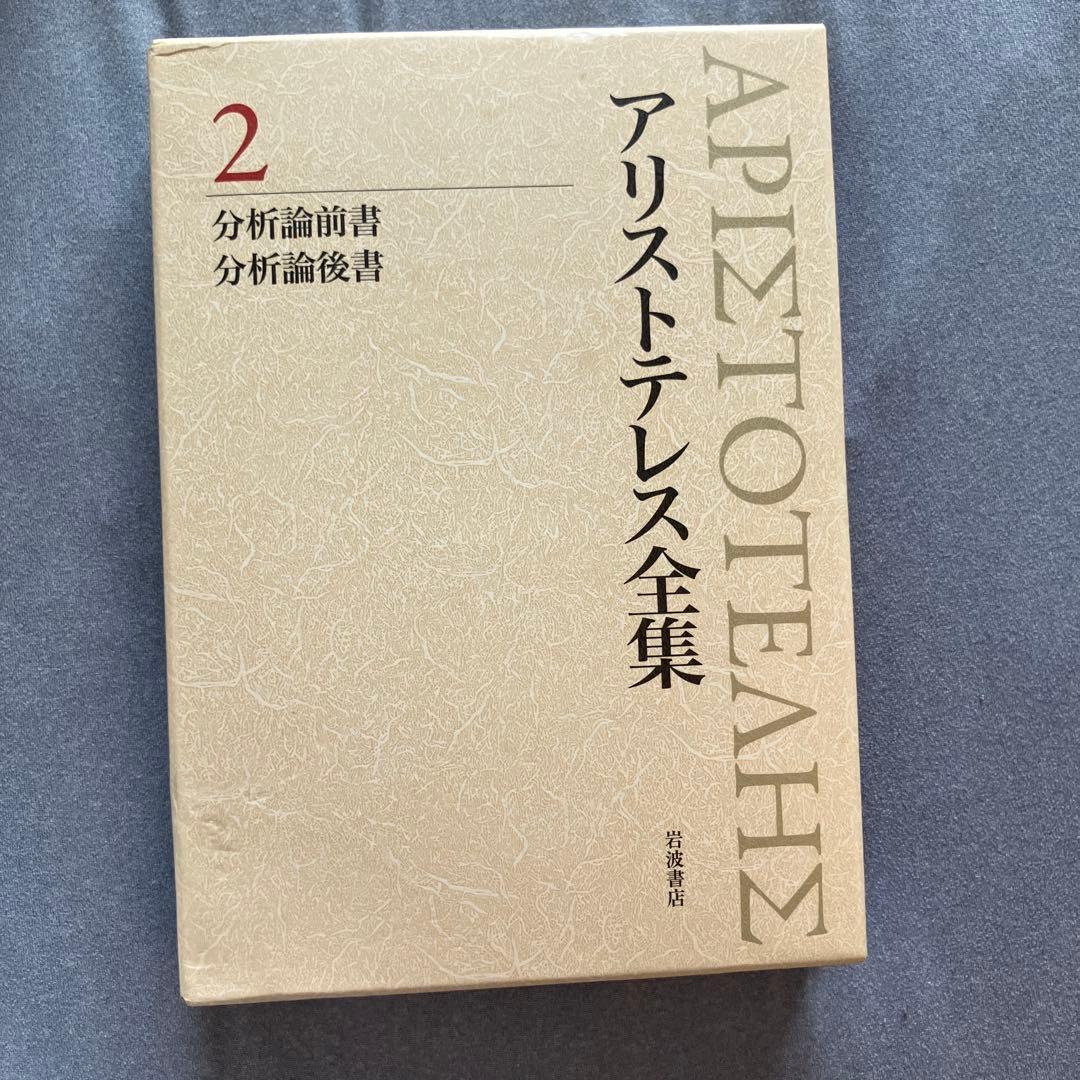 ΑΡΙΣΤΟΤΕΛΗΣ
アリストテレス全集
2
分析論前書
分析論後書
岩波書店